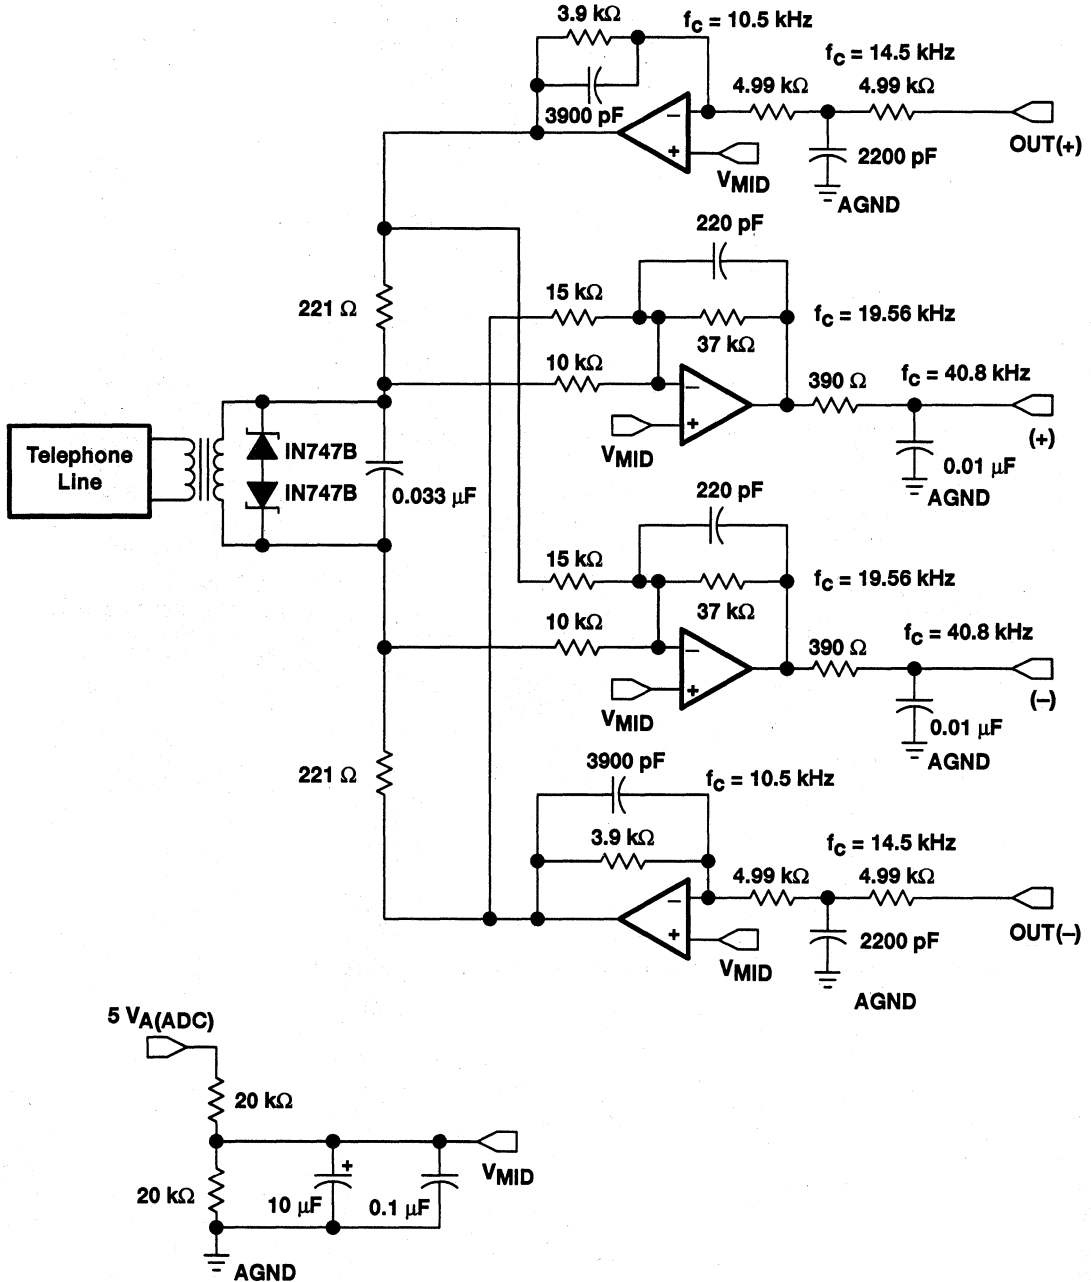 3.9 kΩ
fC = 10.5 kHz
fC = 14.5 kHz
4.99 kΩ
4.99 kΩ
3900 pF
–
+
VMID
2200 pF
AGND
OUT(+)
220 pF
221 Ω
15 kΩ
fC = 19.56 kHz
37 kΩ
10 kΩ
390 Ω
fC = 40.8 kHz
–
+
VMID
(+)
0.01 μF
AGND
Telephone
Line
IN747B
IN747B
0.033 μF
220 pF
15 kΩ
fC = 19.56 kHz
37 kΩ
10 kΩ
390 Ω
fC = 40.8 kHz
–
+
VMID
(–)
0.01 μF
AGND
221 Ω
3900 pF
fC = 10.5 kHz
3.9 kΩ
fC = 14.5 kHz
4.99 kΩ
4.99 kΩ
–
+
VMID
2200 pF
OUT(–)
AGND
5 VA(ADC)
20 kΩ
VMID
+
20 kΩ
10 μF
0.1 μF
AGND